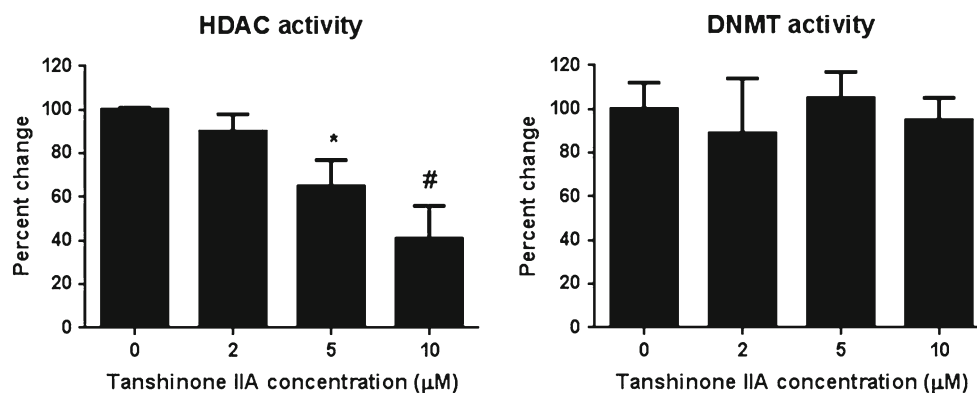 HDAC activity
Percent change
120
100
80
60
40
20
0
*
#
0 2 5 10
Tanshinone IIA concentration (µM)
DNMT activity
Percent change
120
100
80
60
40
20
0
0 2 5 10
Tanshinone IIA concentration (µM)